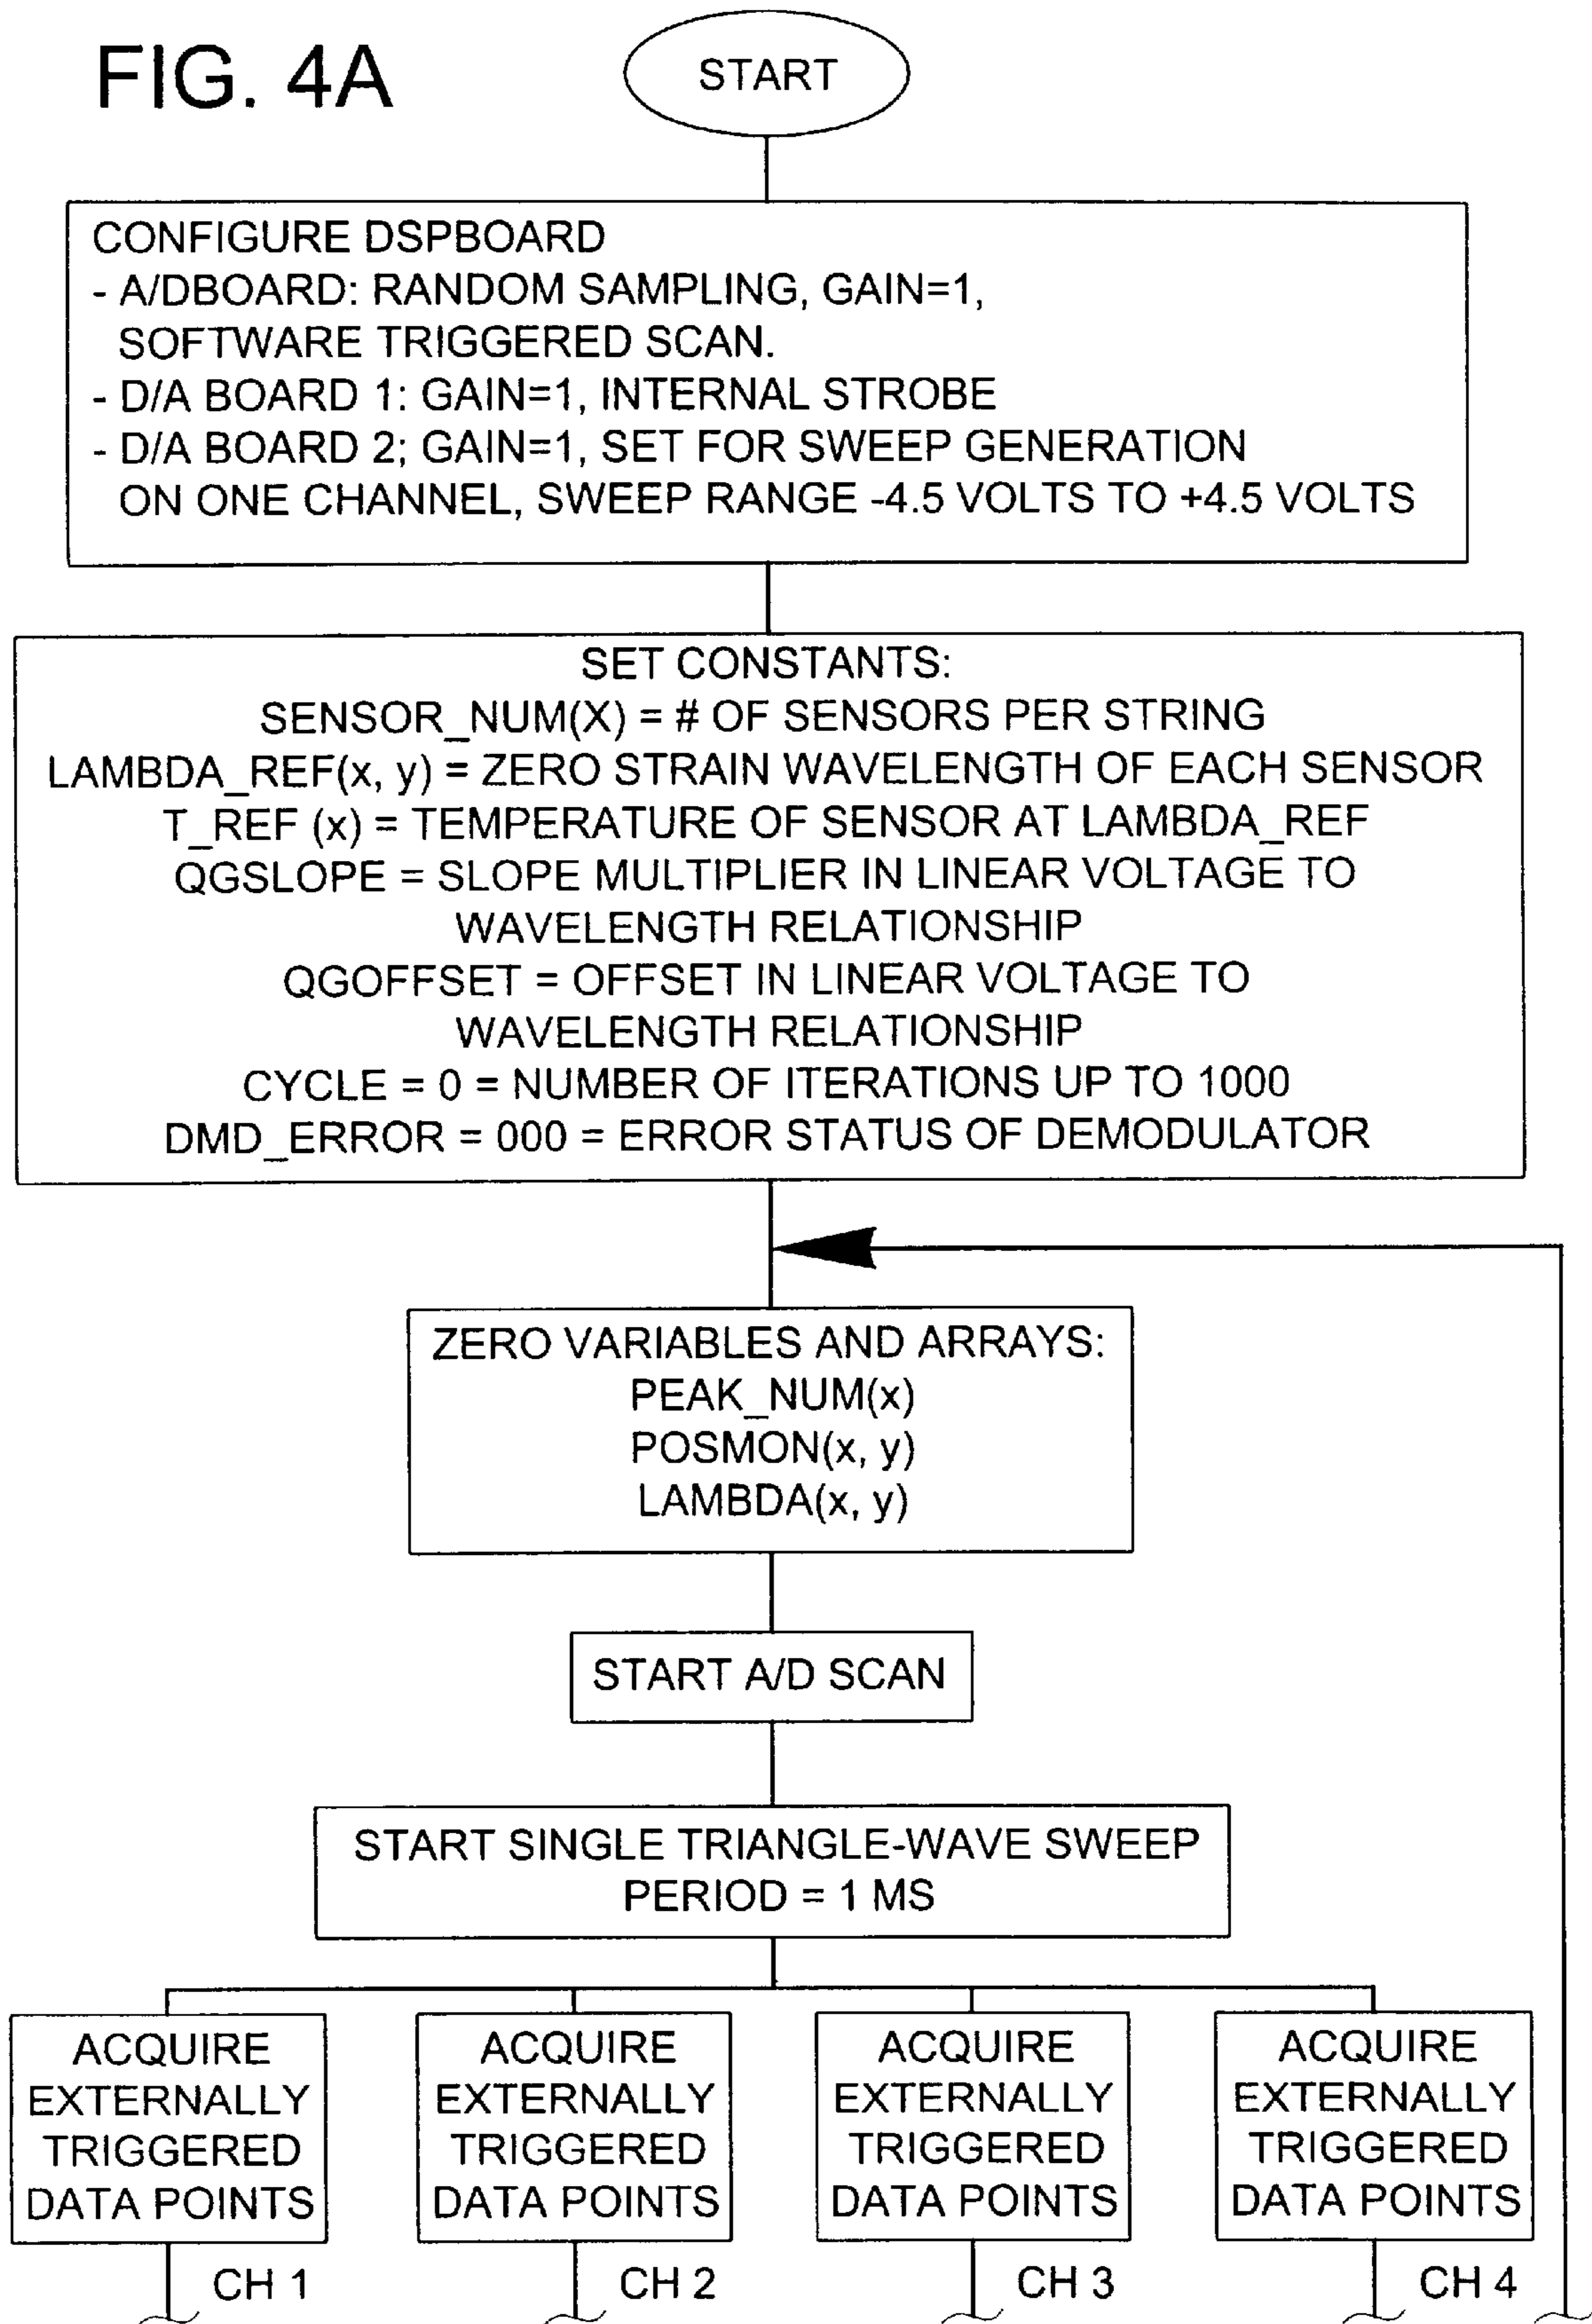 FIG. 4A
START
CONFIGURE DSPBOARD
- A/DBOARD: RANDOM SAMPLING, GAIN=1,
SOFTWARE TRIGGERED SCAN.
- D/A BOARD 1: GAIN=1, INTERNAL STROBE
- D/A BOARD 2; GAIN=1, SET FOR SWEEP GENERATION
ON ONE CHANNEL, SWEEP RANGE -4.5 VOLTS TO +4.5 VOLTS
SET CONSTANTS:
SENSOR_NUM(X) = # OF SENSORS PER STRING
LAMBDA_REF(x, y) = ZERO STRAIN WAVELENGTH OF EACH SENSOR
T_REF (x) = TEMPERATURE OF SENSOR AT LAMBDA_REF
QGSLOPE = SLOPE MULTIPLIER IN LINEAR VOLTAGE TO
WAVELENGTH RELATIONSHIP
QGOFFSET = OFFSET IN LINEAR VOLTAGE TO
WAVELENGTH RELATIONSHIP
CYCLE = 0 = NUMBER OF ITERATIONS UP TO 1000
DMD_ERROR = 000 = ERROR STATUS OF DEMODULATOR
ZERO VARIABLES AND ARRAYS:
PEAK_NUM(x)
POSMON(x, y)
LAMBDA(x, y)
START A/D SCAN
START SINGLE TRIANGLE-WAVE SWEEP
PERIOD = 1 MS
ACQUIRE
EXTERNALLY
TRIGGERED
DATA POINTS
CH 1
ACQUIRE
EXTERNALLY
TRIGGERED
DATA POINTS
CH 2
ACQUIRE
EXTERNALLY
TRIGGERED
DATA POINTS
CH 3
ACQUIRE
EXTERNALLY
TRIGGERED
DATA POINTS
CH 4